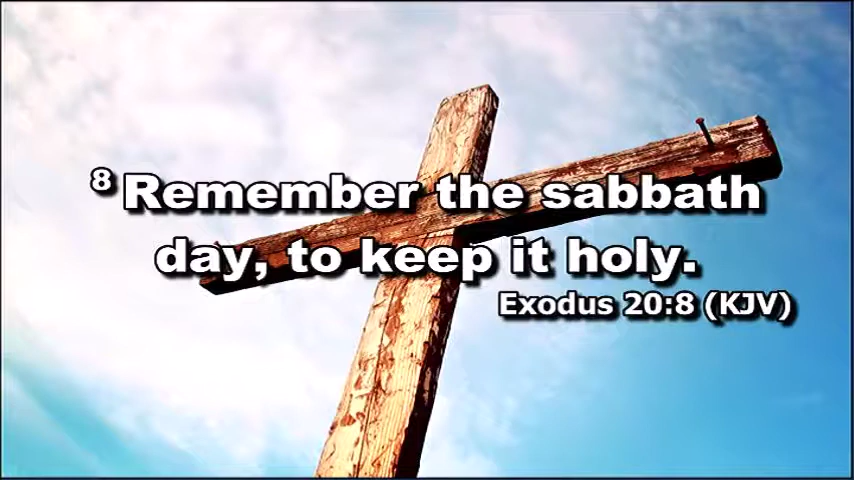 8 Remember the sabbath
day, to keep it holy.
Exodus 20:8 (KJV)